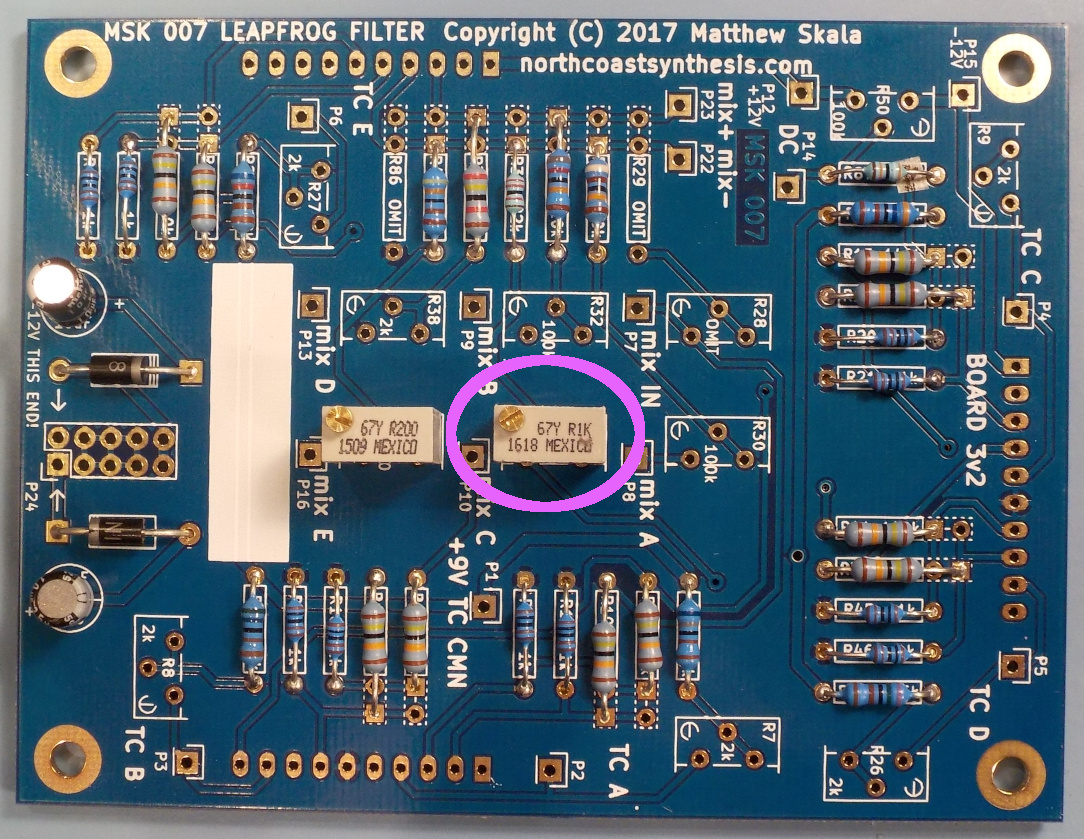 MSK 007 LEAPFROG FILTER Copyright (C) 2017 Matthew Skala
northcoastsynthesis.com
P15
-12V
P12
+12V
P23
mix+
P22
mix-
MSK 007
DC
P14
R50
100k
R9
2k
TC C
P4
TC E
P6
2k
R27
R86 OMIT
R29 OMIT
-12V THIS END!
P13
mix D
2k
R38
P9
mix B
100k
R32
P7
mix IN
OMIT
R28
8
67Y R200
1509 MEXICO
67Y R1K
1618 MEXICO
R30
100k
BOARD 3v2
P24
P16
mix E
P10
mix C
P8
mix A
1N
+9V
P1
TC CMN
2k
R8
TC B
P3
P2
TC A
R7
2k
R26
2k
TC D
P5